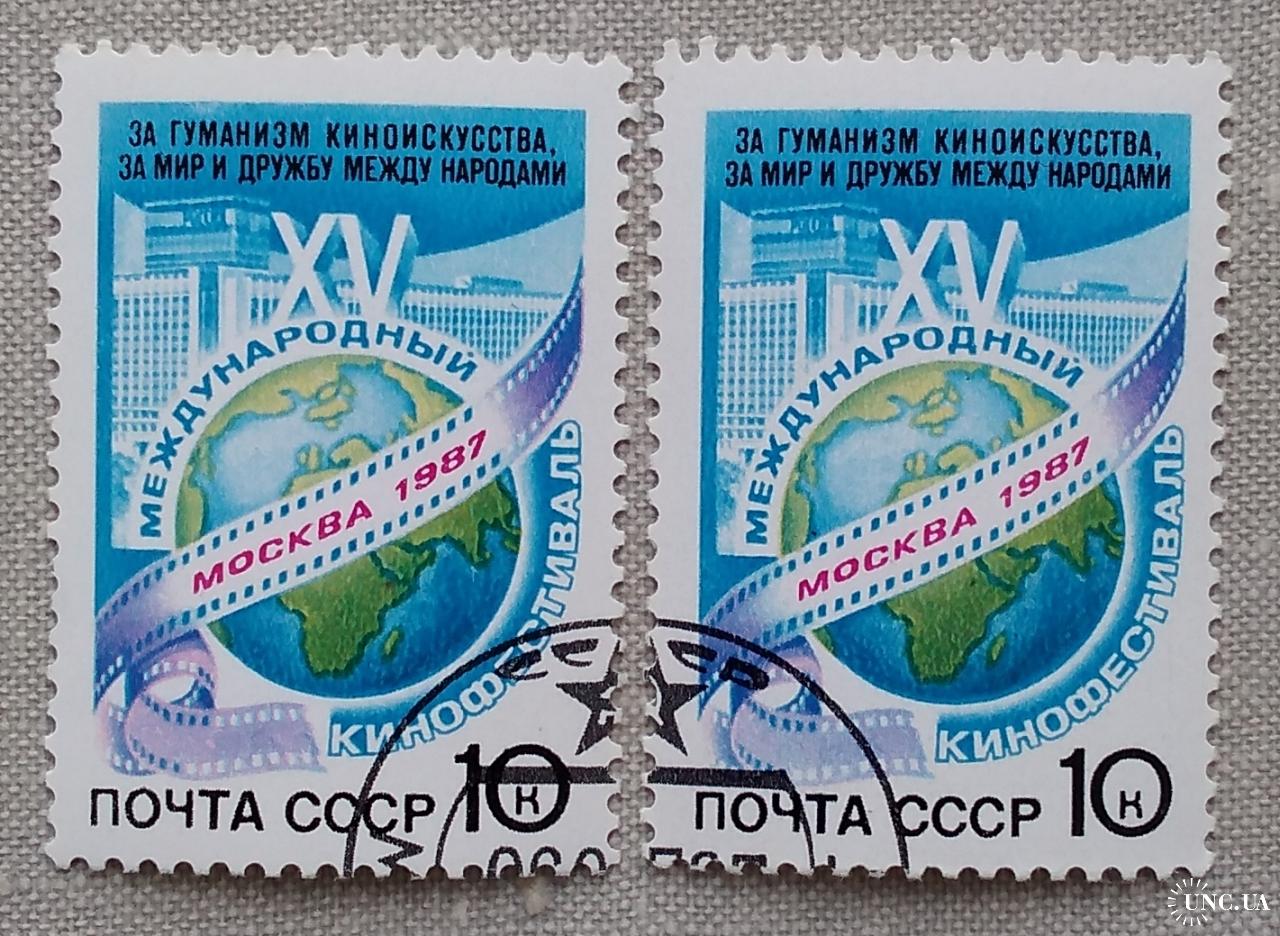 ЗА ГУМАНИЗМ КИНОИСКУССТВА,
ЗА МИР И ДРУЖБУ МЕЖДУ НАРОДАМИ
XV
МЕЖДУНАРОДНЫЙ
МОСКВА 1987
КИНОФЕСТИВАЛЬ
ПОЧТА СССР 10 к
ЗА ГУМАНИЗМ КИНОИСКУССТВА,
ЗА МИР И ДРУЖБУ МЕЖДУ НАРОДАМИ
XV
МЕЖДУНАРОДНЫЙ
МОСКВА 1987
КИНОФЕСТИВАЛЬ
ПОЧТА СССР 10 к
СССР
UNC.UA